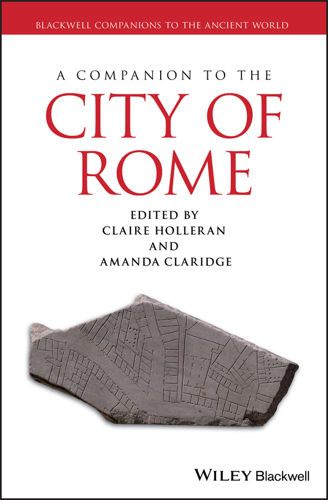 BLACKWELL COMPANIONS TO THE ANCIENT WORLD
A COMPANION TO THE
CITY OF
ROME
EDITED BY
CLAIRE HOLLERAN
AND
AMANDA CLARIDGE
WILEY Blackwell